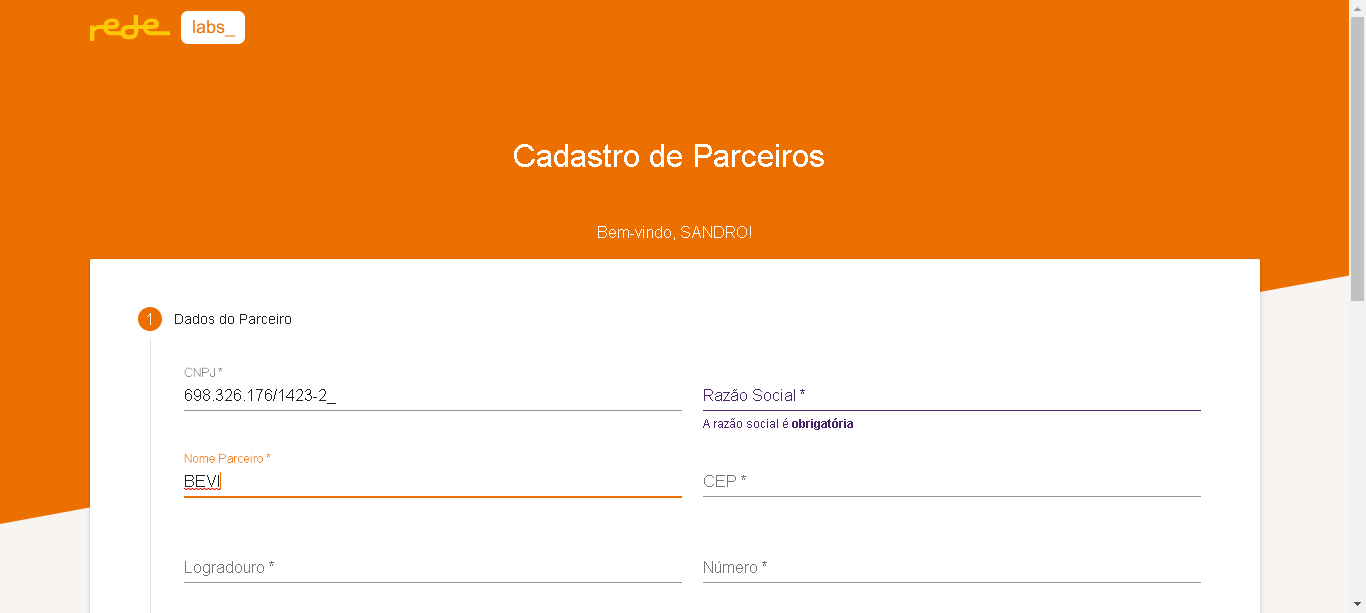 rede labs_
Cadastro de Parceiros
Bem-vindo, SANDRO!
1 Dados do Parceiro
CNPJ *
698.326.176/1423-2_
Razão Social *
A razão social é obrigatória
Nome Parceiro *
BEVI
CEP *
Logradouro *
Número *